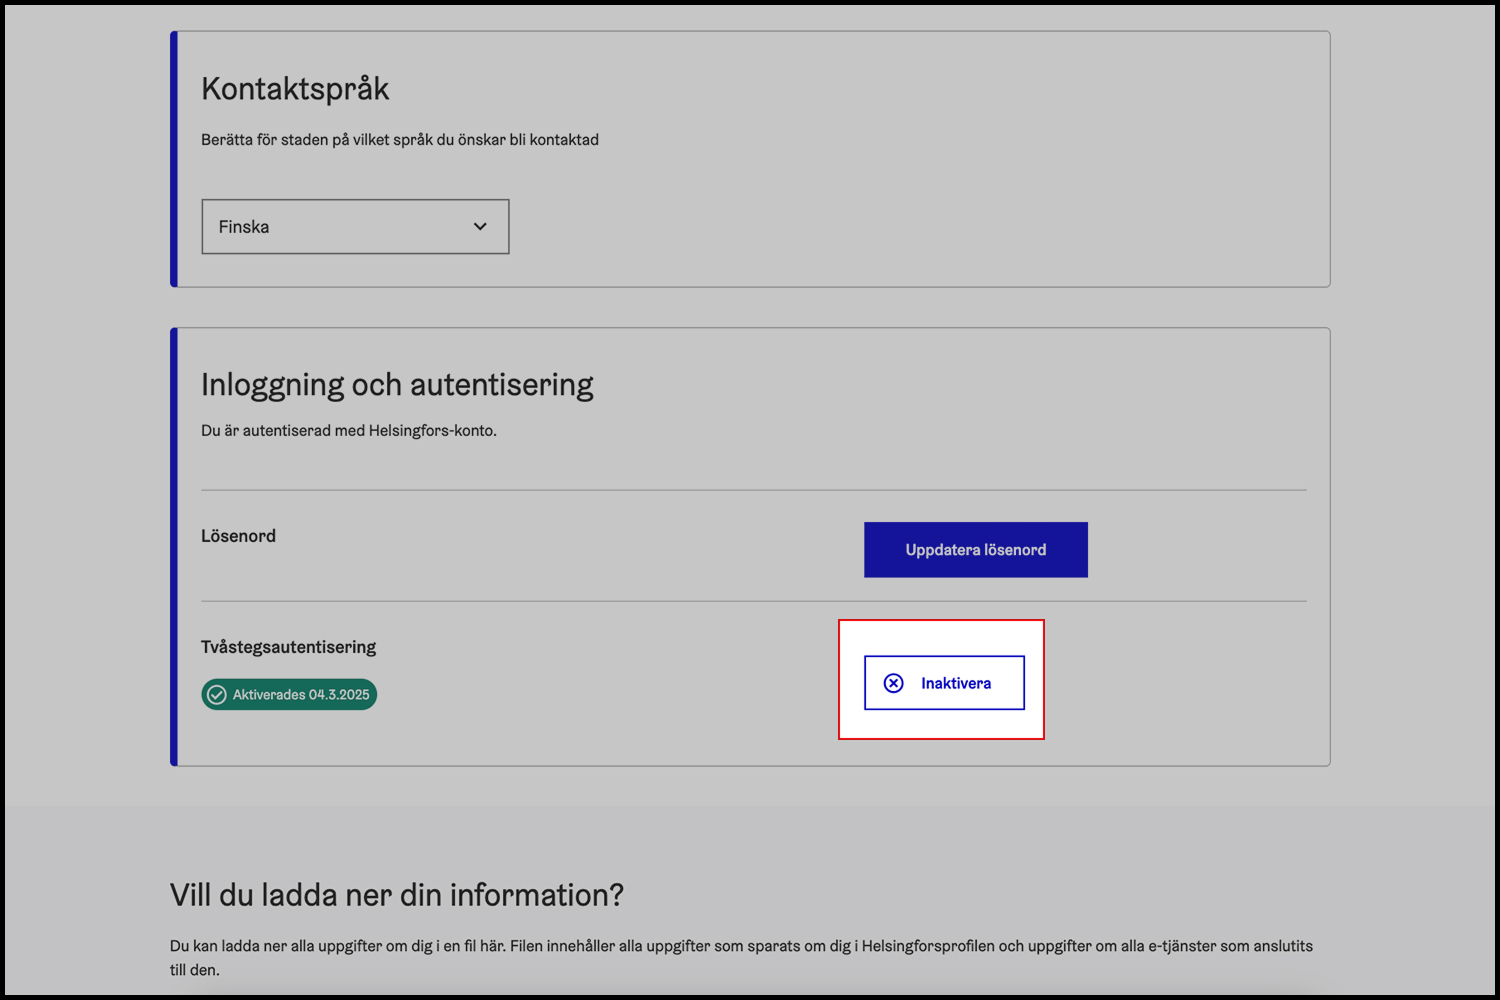 Kontaktspråk
Berätta för staden på vilket språk du önskar bli kontaktad
Finska
Inloggning och autentisering
Du är autentiserad med Helsingfors-konto.
Lösenord
Uppdatera lösenord
Tvåstegsautentisering
Aktiverades 04.3.2025
Inaktivera
Vill du ladda ner din information?
Du kan ladda ner alla uppgifter om dig i en fil här. Filen innehåller alla uppgifter som sparats om dig i Helsingforsprofilen och uppgifter om alla e-tjänster som anslutits
till den.